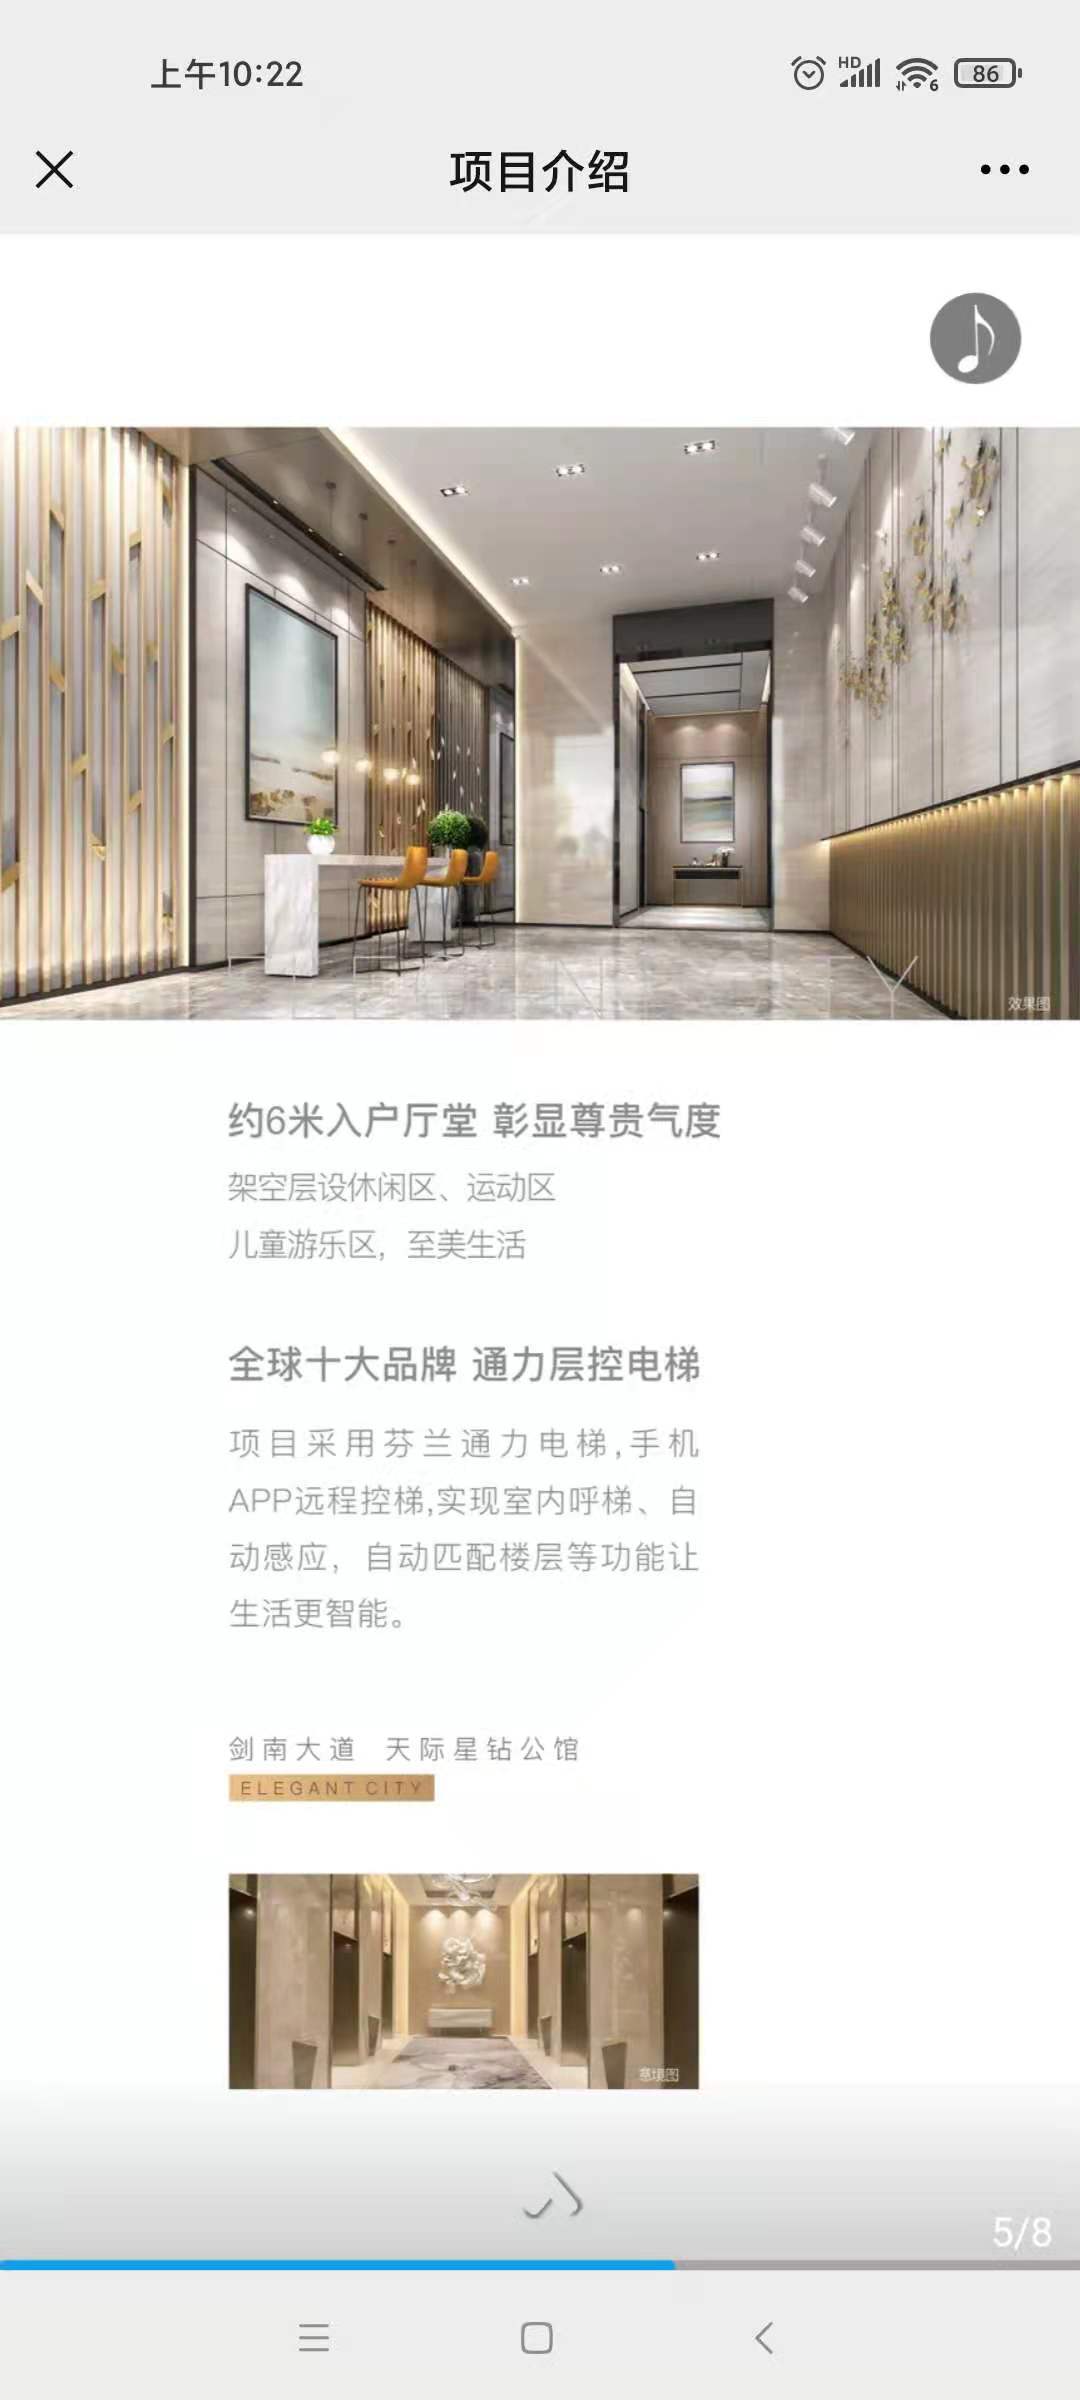 上午10:22
HD
6
86
项目介绍
效果图
约6米入户厅堂 彰显尊贵气度
架空层设休闲区、运动区
儿童游乐区，至美生活
全球十大品牌 通力层控电梯
项目采用芬兰通力电梯,手机
APP远程控梯,实现室内呼梯、自
动感应，自动匹配楼层等功能让
生活更智能。
剑南大道 天际星钻公馆
ELEGANT CITY
意境图
5/8